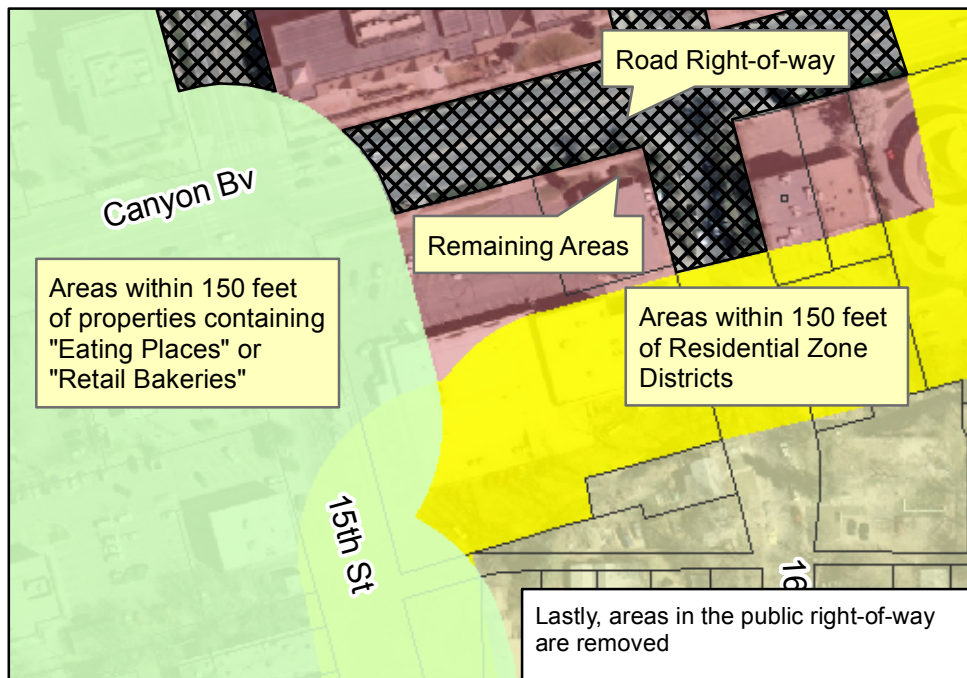 Road Right-of-way
Canyon Bv
Remaining Areas
Areas within 150 feet
of properties containing
"Eating Places" or
"Retail Bakeries"
Areas within 150 feet
of Residential Zone
Districts
15th St
16
Lastly, areas in the public right-of-way
are removed